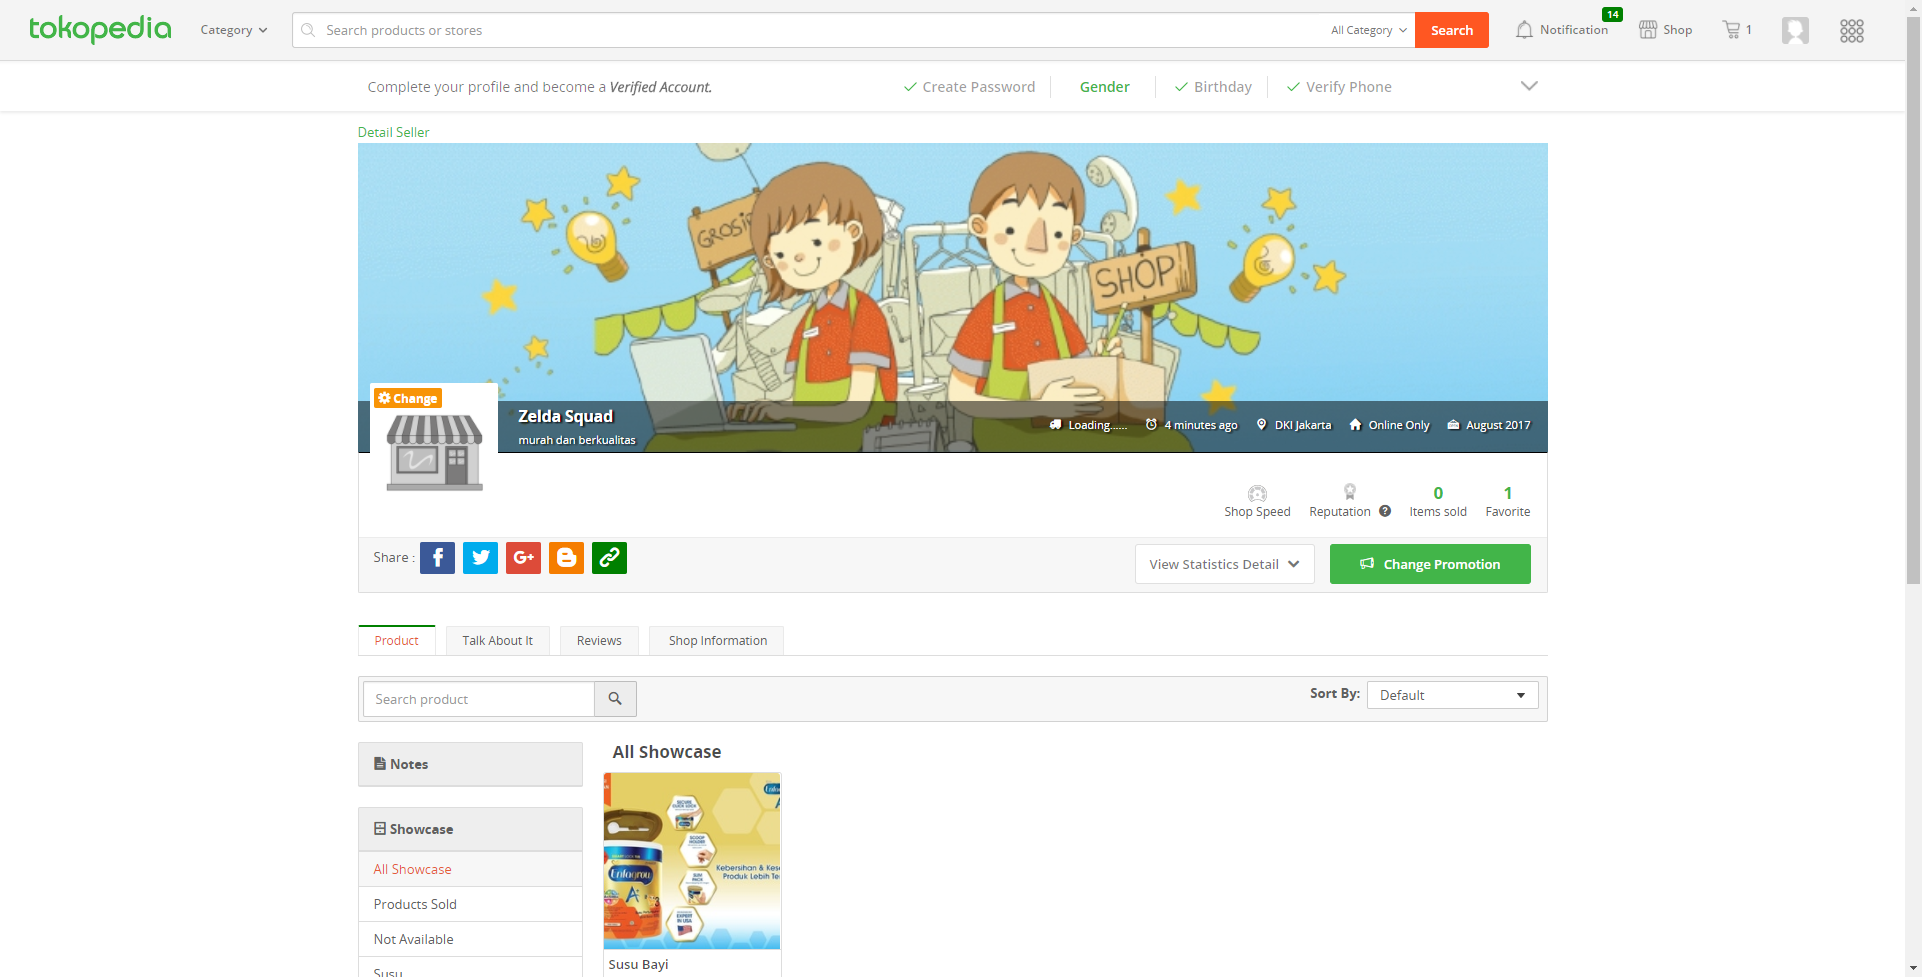 tokopedia
Category
Search products or stores
All Category
Search
14
Notification
Shop
1
Complete your profile and become a Verified Account.
Create Password
Gender
Birthday
Verify Phone
Detail Seller
GROSIR
SHOP
Change
Zelda Squad
murah dan berkualitas
Loading......
4 minutes ago
DKI Jakarta
Online Only
August 2017
Shop Speed
Reputation ?
0
Items sold
1
Favorite
Share :
View Statistics Detail
Change Promotion
Product
Talk About It
Reviews
Shop Information
Search product
Sort By:
Default
Notes
Showcase
All Showcase
Products Sold
Not Available
Susu
All Showcase
Kebersihan & Kes
Produk Lebih Te
Enfagrow
A+
3
EXPERT
IN USA
Susu Bayi